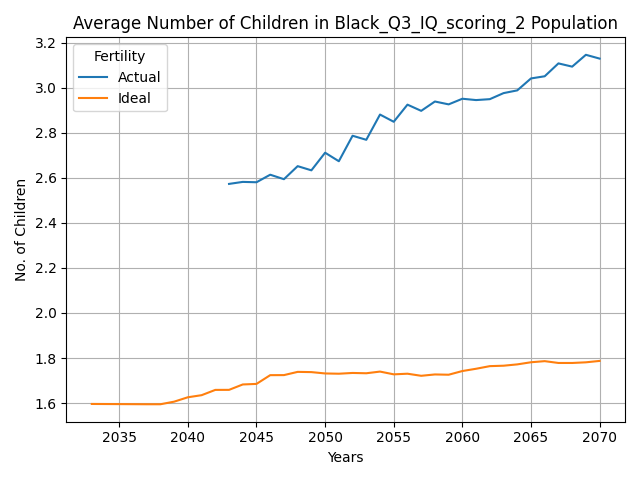 Average Number of Children in Black_Q3_IQ_scoring_2 Population
Fertility
Actual
Ideal
No. of Children
3.2
3.0
2.8
2.6
2.4
2.2
2.0
1.8
1.6
2035 2040 2045 2050 2055 2060 2065 2070
Years